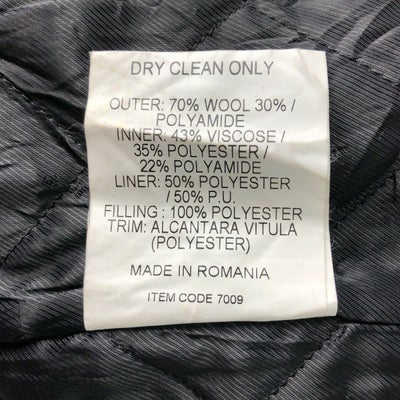 DRY CLEAN ONLY
OUTER: 70% WOOL 30% /
POLYAMIDE
INNER: 43% VISCOSE /
35% POLYESTER /
22% POLYAMIDE
LINER: 50% POLYESTER
/ 50% P.U.
FILLING : 100% POLYESTER
TRIM: ALCANTARA VITULA
(POLYESTER)
MADE IN ROMANIA
ITEM CODE 7009